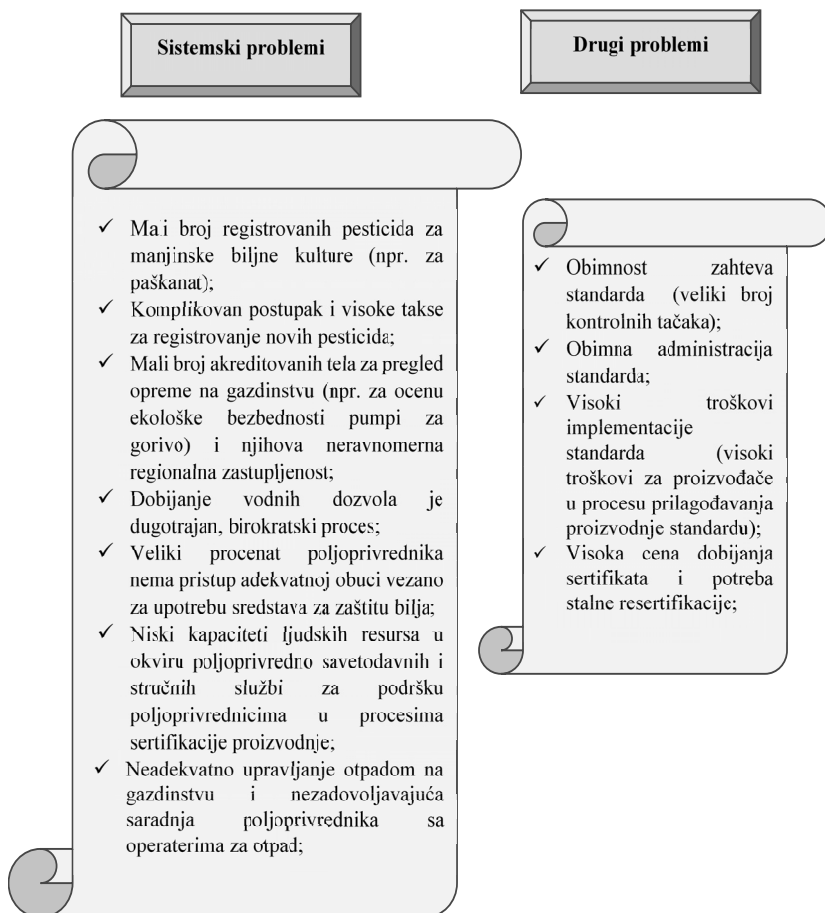 Sistemski problemi
Drugi problemi
✓ Mali broj registrovanih pesticida za
manjinske biljne kulture (npr. za
paškanat);
✓ Komplikovan postupak i visoke takse
za registrovanje novih pesticida;
✓ Mali broj akreditovanih tela za pregled
opreme na gazdinstvu (npr. za ocenu
ekološke bezbednosti pumpi za
gorivo) i njihova neravnomerna
regionalna zastupljenost;
✓ Dobijanje vodnih dozvola je
dugotrajan, birokratski proces;
✓ Veliki procenat poljoprivrednika
nema pristup adekvatnoj obuci vezano
za upotrebu sredstava za zaštitu bilja;
✓ Niski kapaciteti ljudskih resursa u
okviru poljoprivredno savetodavnih i
stručnih službi za podršku
poljoprivrednicima u procesima
sertifikacije proizvodnje;
✓ Neadekvatno upravljanje otpadom na
gazdinstvu i nezadovoljavajuća
saradnja poljoprivrednika sa
operaterima za otpad;
✓ Obimnost zahteva
standarda (veliki broj
kontrolnih tačaka);
✓ Obimna administracija
standarda;
✓ Visoki troškovi
implementacije
standarda (visoki
troškovi za proizvođače
u procesu prilagođavanja
proizvodnje standardu);
✓ Visoka cena dobijanja
sertifikata i potreba
stalne resertifikacije;